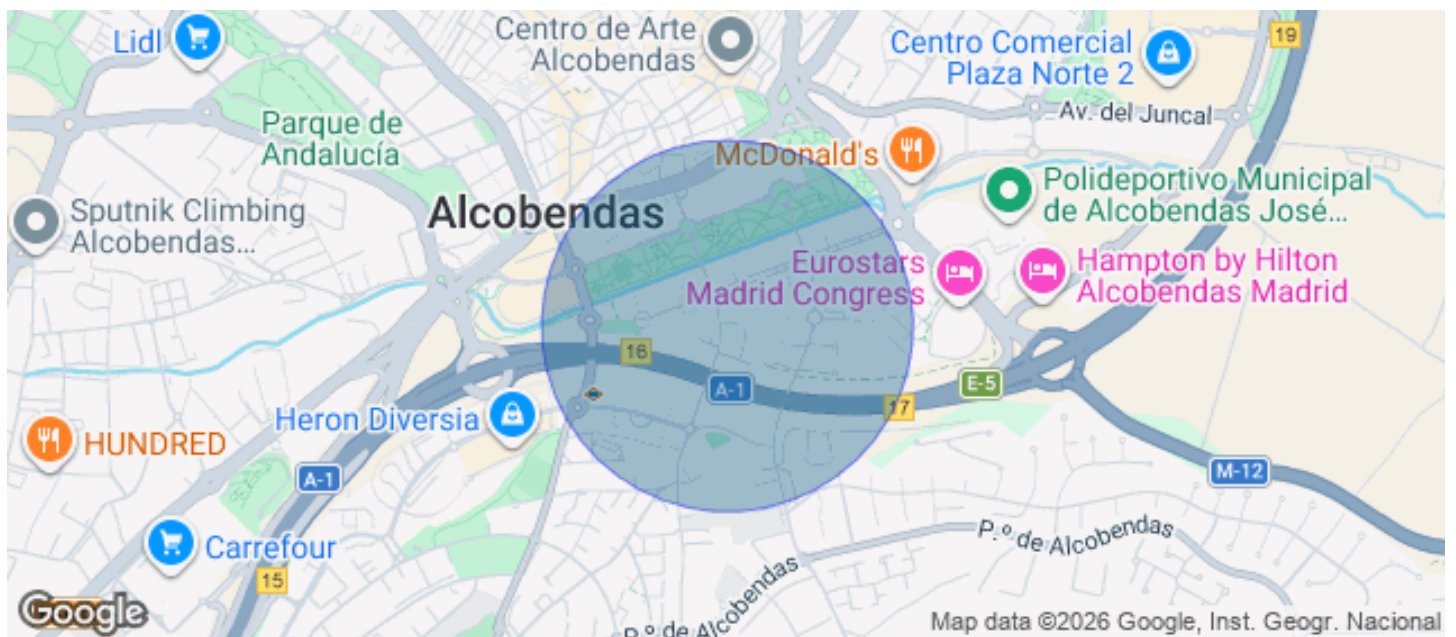 Lidl
Centro de Arte
Alcobendas
Centro Comercial
Plaza Norte 2
19
Av. del Juncal
Parque de
Andalucía
McDonald's
Polideportivo Municipal
de Alcobendas José...
Sputnik Climbing
Alcobendas...
Alcobendas
Eurostars
Madrid Congress
Hampton by Hilton
Alcobendas Madrid
16
A-1
E-5
17
Heron Diversia
HUNDRED
A-1
M-12
Carrefour
15
P.º de Alcobendas
P.º de Alcobendas
Google
Map data ©2026 Google, Inst. Geogr. Nacional